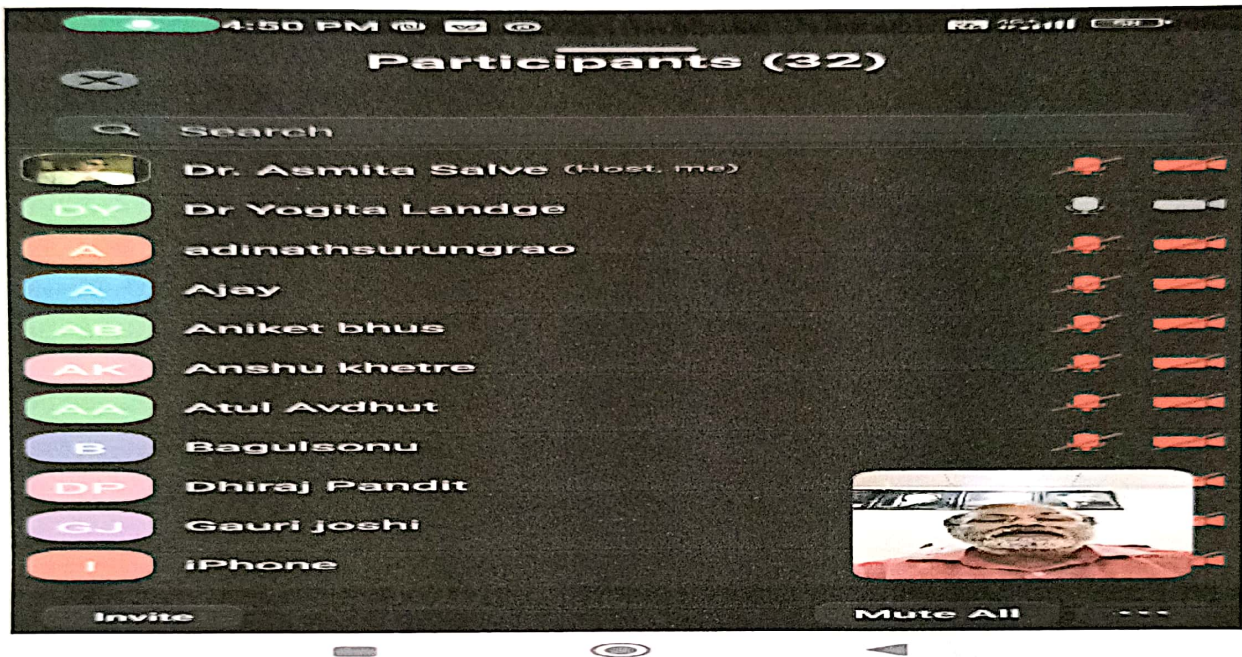 4:50 PM
Participants (32)
Search
Dr. Asmita Salve (Host, me)
DY Dr Yogita Landge
A adinathsurungrao
A Ajay
AB Aniket bhus
AK Anshu khetre
AA Atul Avdhut
B Bagulsonu
DP Dhiraj Pandit
GJ Gauri joshi
I iPhone
Invite Mute All